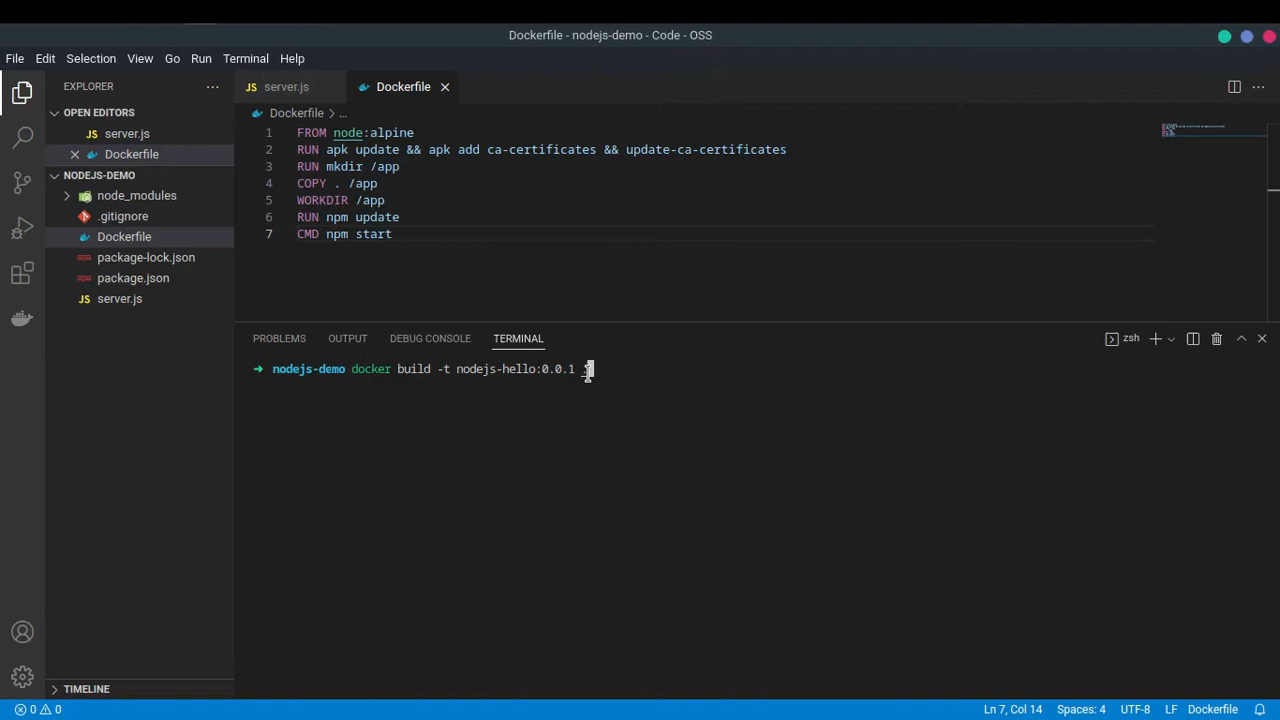 Dockerfile - nodejs-demo - Code - OSS
File Edit Selection View Go Run Terminal Help
EXPLORER
OPEN EDITORS
JS server.js
Dockerfile
NODEJS-DEMO
node_modules
.gitignore
Dockerfile
package-lock.json
package.json
JS server.js
TIMELINE
JS server.js Dockerfile
Dockerfile > ...
1 FROM node:alpine
2 RUN apk update && apk add ca-certificates && update-ca-certificates
3 RUN mkdir /app
4 COPY . /app
5 WORKDIR /app
6 RUN npm update
7 CMD npm start
PROBLEMS OUTPUT DEBUG CONSOLE TERMINAL
zsh
➜ nodejs-demo docker build -t nodejs-hello:0.0.1
0 0
Ln 7, Col 14 Spaces: 4 UTF-8 LF Dockerfile